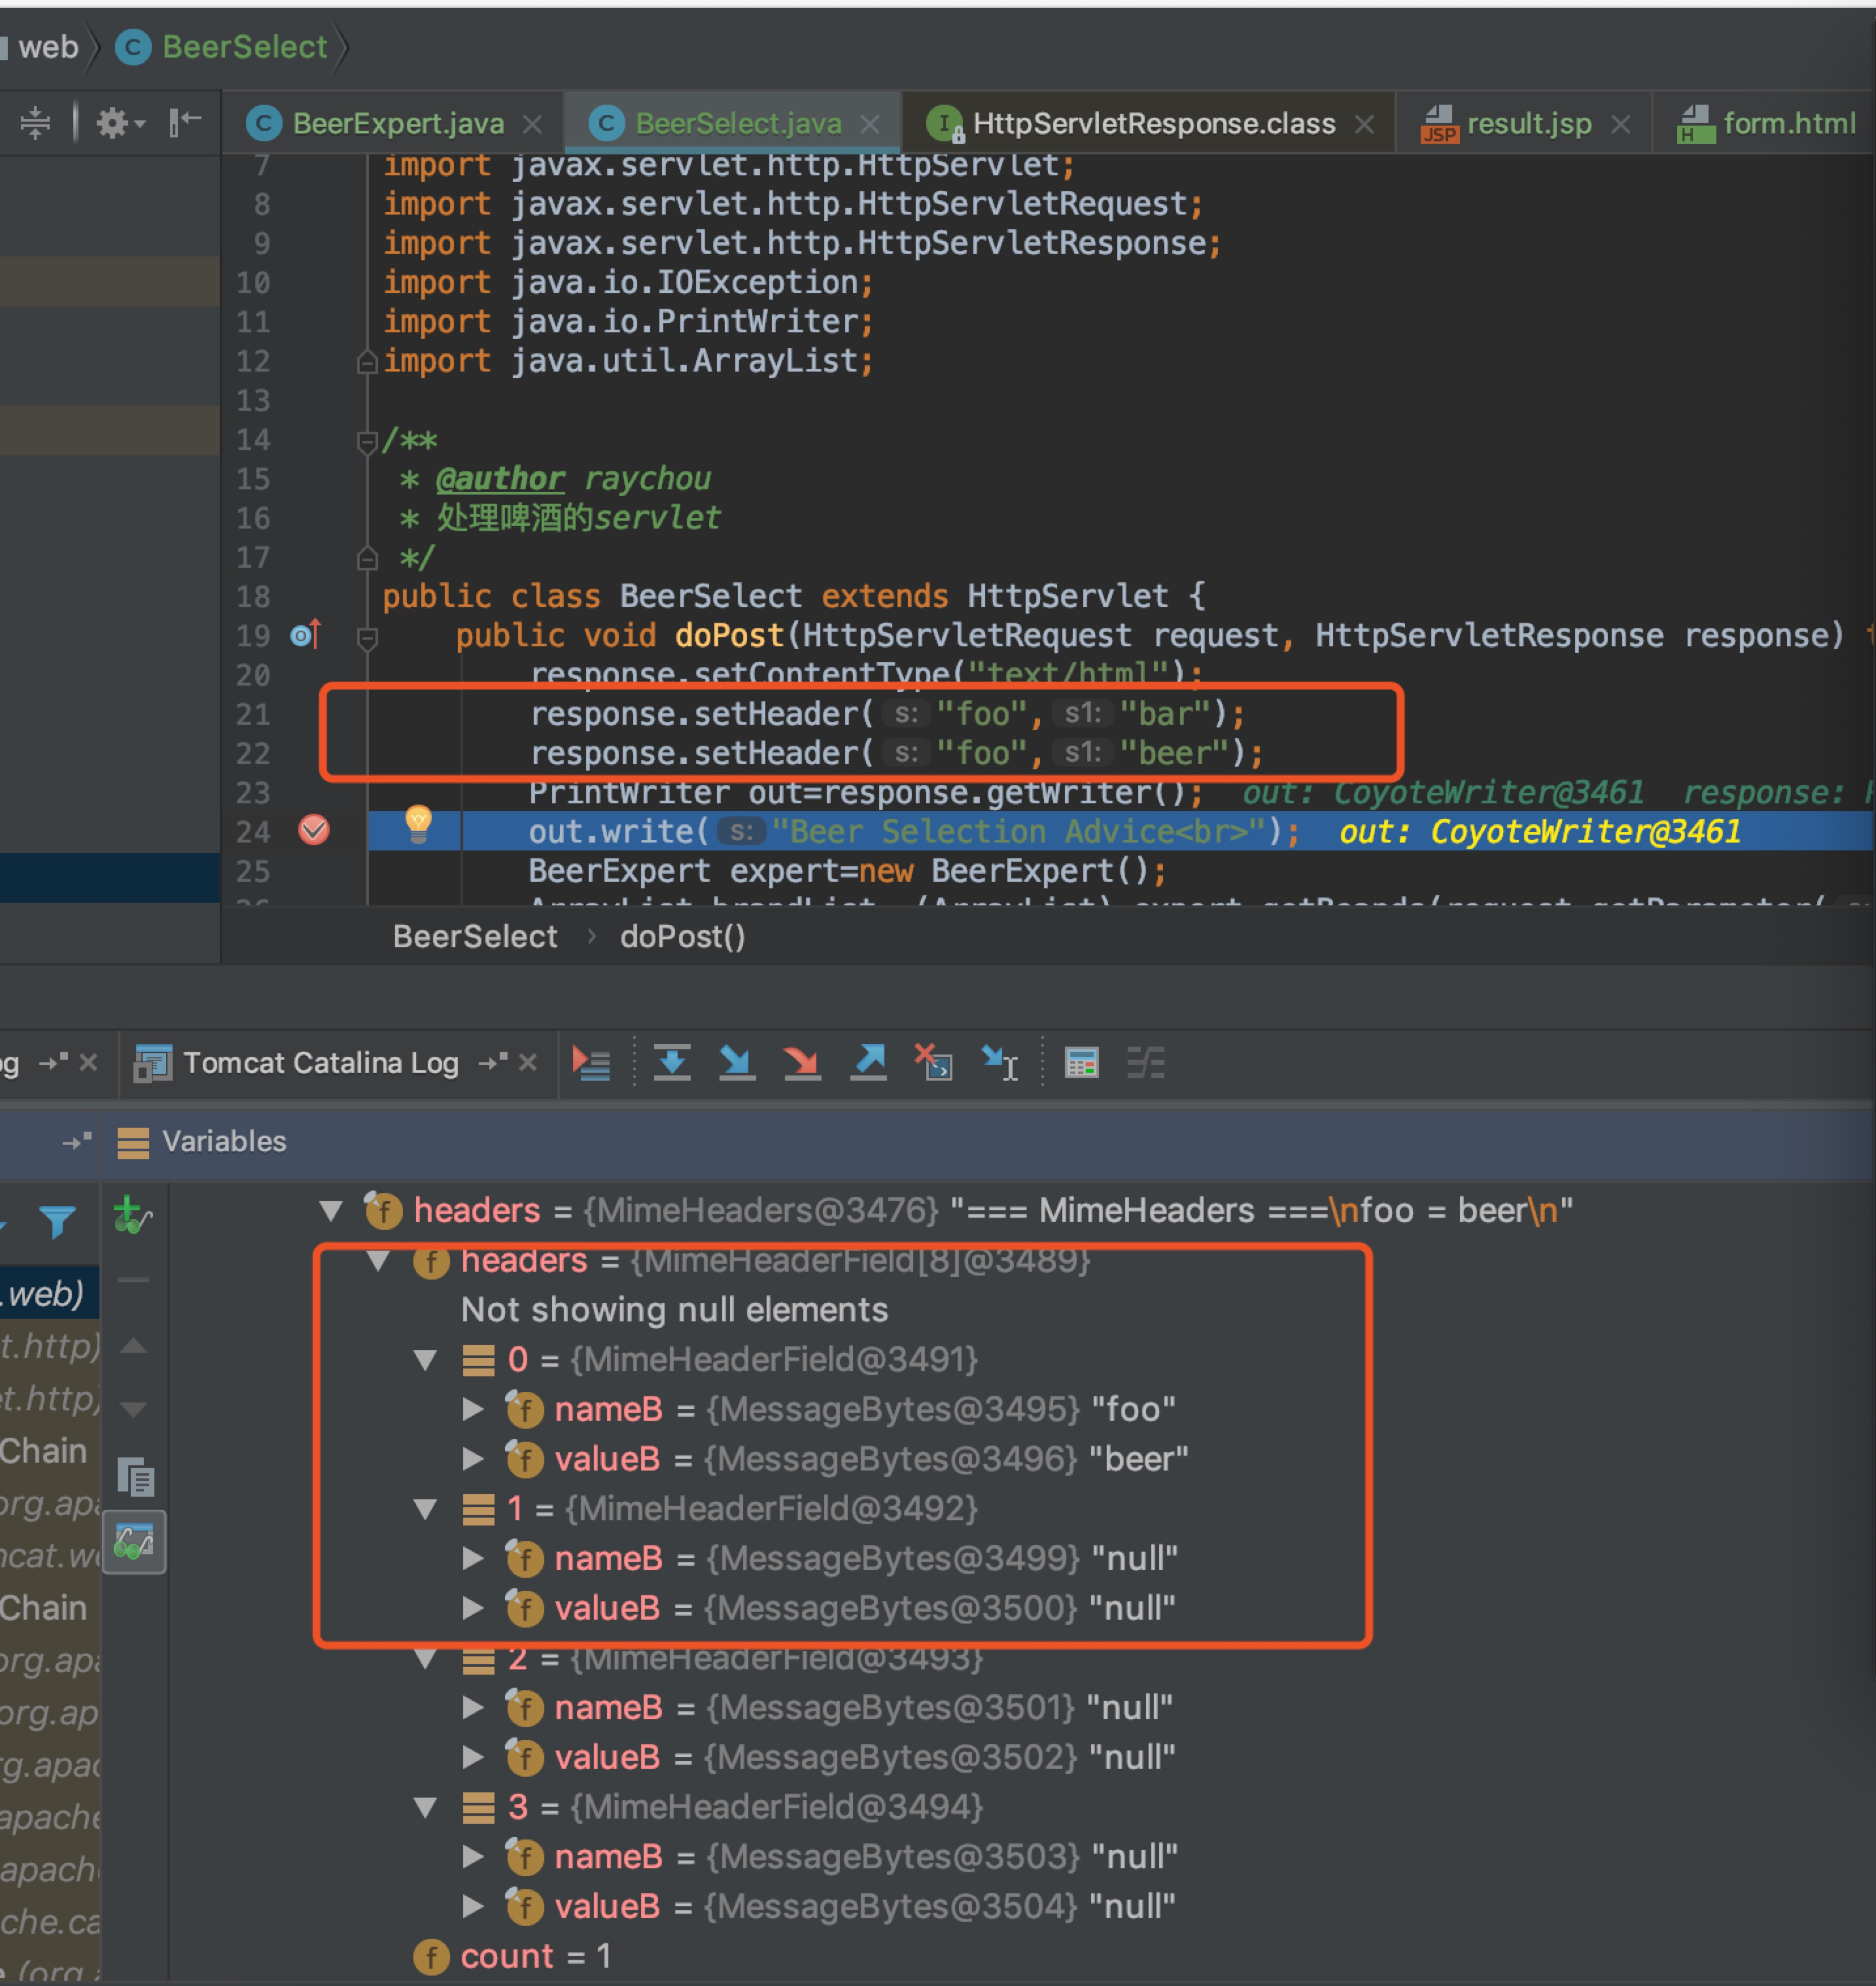 web BeerSelect
BeerExpert.java BeerSelect.java HttpServletResponse.class result.jsp form.html
7 import javax.servlet.http.HttpServlet;
8 import javax.servlet.http.HttpServletRequest;
9 import javax.servlet.http.HttpServletResponse;
10 import java.io.IOException;
11 import java.io.PrintWriter;
12 import java.util.ArrayList;
13
14 /**
15 * @author raychou
16 * 处理啤酒的servlet
17 */
18 public class BeerSelect extends HttpServlet {
19 public void doPost(HttpServletRequest request, HttpServletResponse response)
20 response.setContentType("text/html");
21 response.setHeader( s: "foo", s1: "bar");
22 response.setHeader( s: "foo", s1: "beer");
23 PrintWriter out=response.getWriter(); out: CoyoteWriter@3461 response:
24 out.write( s: "Beer Selection Advice<br>"); out: CoyoteWriter@3461
25 BeerExpert expert=new BeerExpert();
BeerSelect › doPost()
og Tomcat Catalina Log
Variables
headers = {MimeHeaders@3476} "=== MimeHeaders ===\nfoo = beer\n"
headers = {MimeHeaderField[8]@3489}
.web) Not showing null elements
t.http) 0 = {MimeHeaderField@3491}
et.http) nameB = {MessageBytes@3495} "foo"
Chain valueB = {MessageBytes@3496} "beer"
org.apa 1 = {MimeHeaderField@3492}
ncat.we nameB = {MessageBytes@3499} "null"
Chain valueB = {MessageBytes@3500} "null"
org.apa 2 = {MimeHeaderField@3493}
org.ap nameB = {MessageBytes@3501} "null"
rg.apac valueB = {MessageBytes@3502} "null"
apache 3 = {MimeHeaderField@3494}
apach nameB = {MessageBytes@3503} "null"
che.ca valueB = {MessageBytes@3504} "null"
(org. count = 1